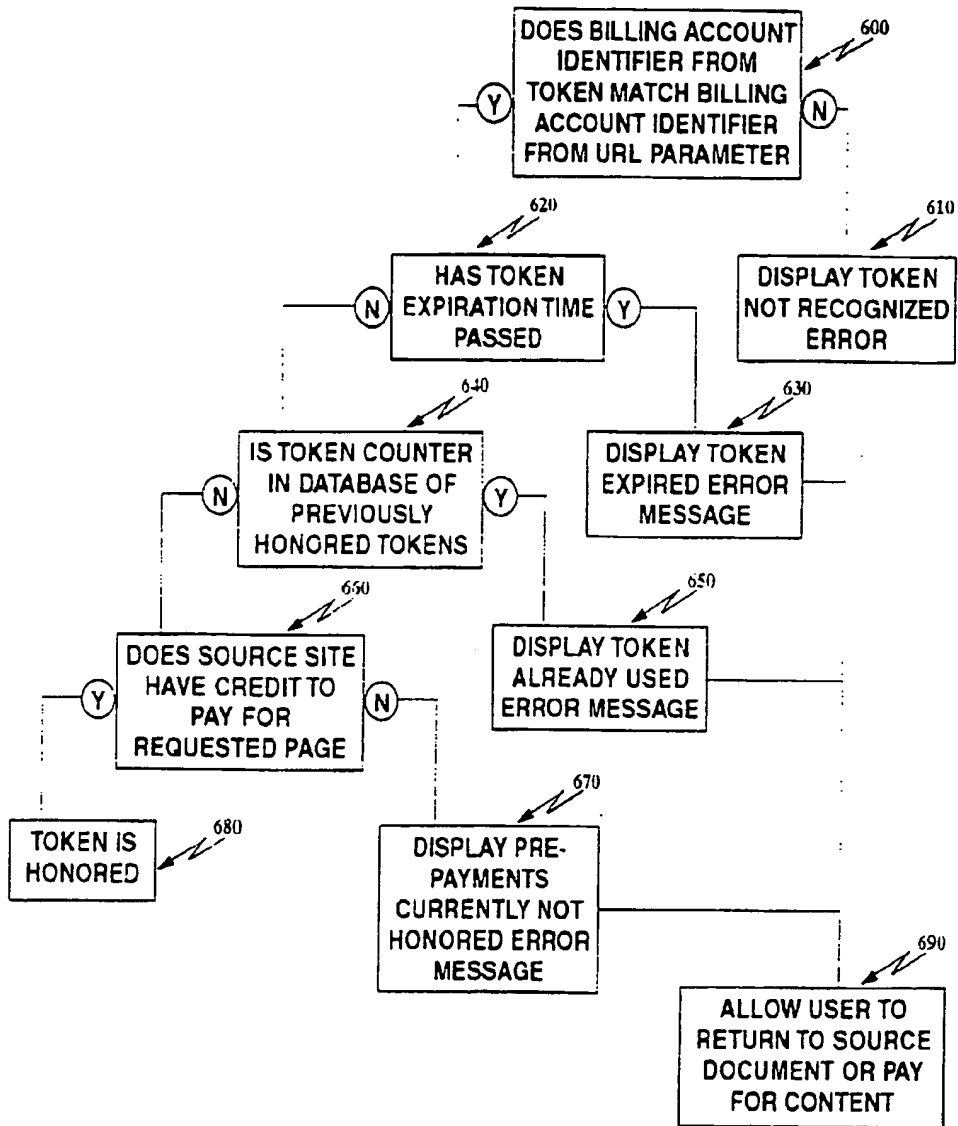 DOES BILLING ACCOUNT
IDENTIFIER FROM
TOKEN MATCH BILLING
ACCOUNT IDENTIFIER
FROM URL PARAMETER
600
Y
N
620
HAS TOKEN
EXPIRATION TIME
PASSED
N
Y
610
DISPLAY TOKEN
NOT RECOGNIZED
ERROR
640
IS TOKEN COUNTER
IN DATABASE OF
PREVIOUSLY
HONORED TOKENS
N
Y
630
DISPLAY TOKEN
EXPIRED ERROR
MESSAGE
660
DOES SOURCE SITE
HAVE CREDIT TO
PAY FOR
REQUESTED PAGE
Y
N
650
DISPLAY TOKEN
ALREADY USED
ERROR MESSAGE
TOKEN IS
HONORED
680
670
DISPLAY PRE-
PAYMENTS
CURRENTLY NOT
HONORED ERROR
MESSAGE
690
ALLOW USER TO
RETURN TO SOURCE
DOCUMENT OR PAY
FOR CONTENT